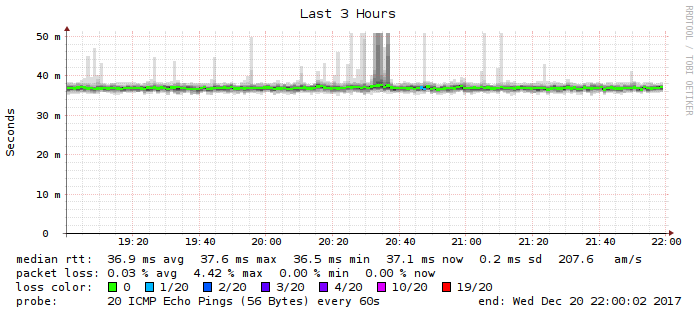 Last 3 Hours
RRDTOOL / TOBI OETIKER
Seconds
50 m
40 m
30 m
20 m
10 m
0
19:20 19:40 20:00 20:20 20:40 21:00 21:20 21:40 22:00
median rtt: 36.9 ms avg 37.6 ms max 36.5 ms min 37.1 ms now 0.2 ms sd 207.6 am/s
packet loss: 0.03 % avg 4.42 % max 0.00 % min 0.00 % now
loss color: 0 1/20 2/20 3/20 4/20 10/20 19/20
probe: 20 ICMP Echo Pings (56 Bytes) every 60s end: Wed Dec 20 22:00:02 2017